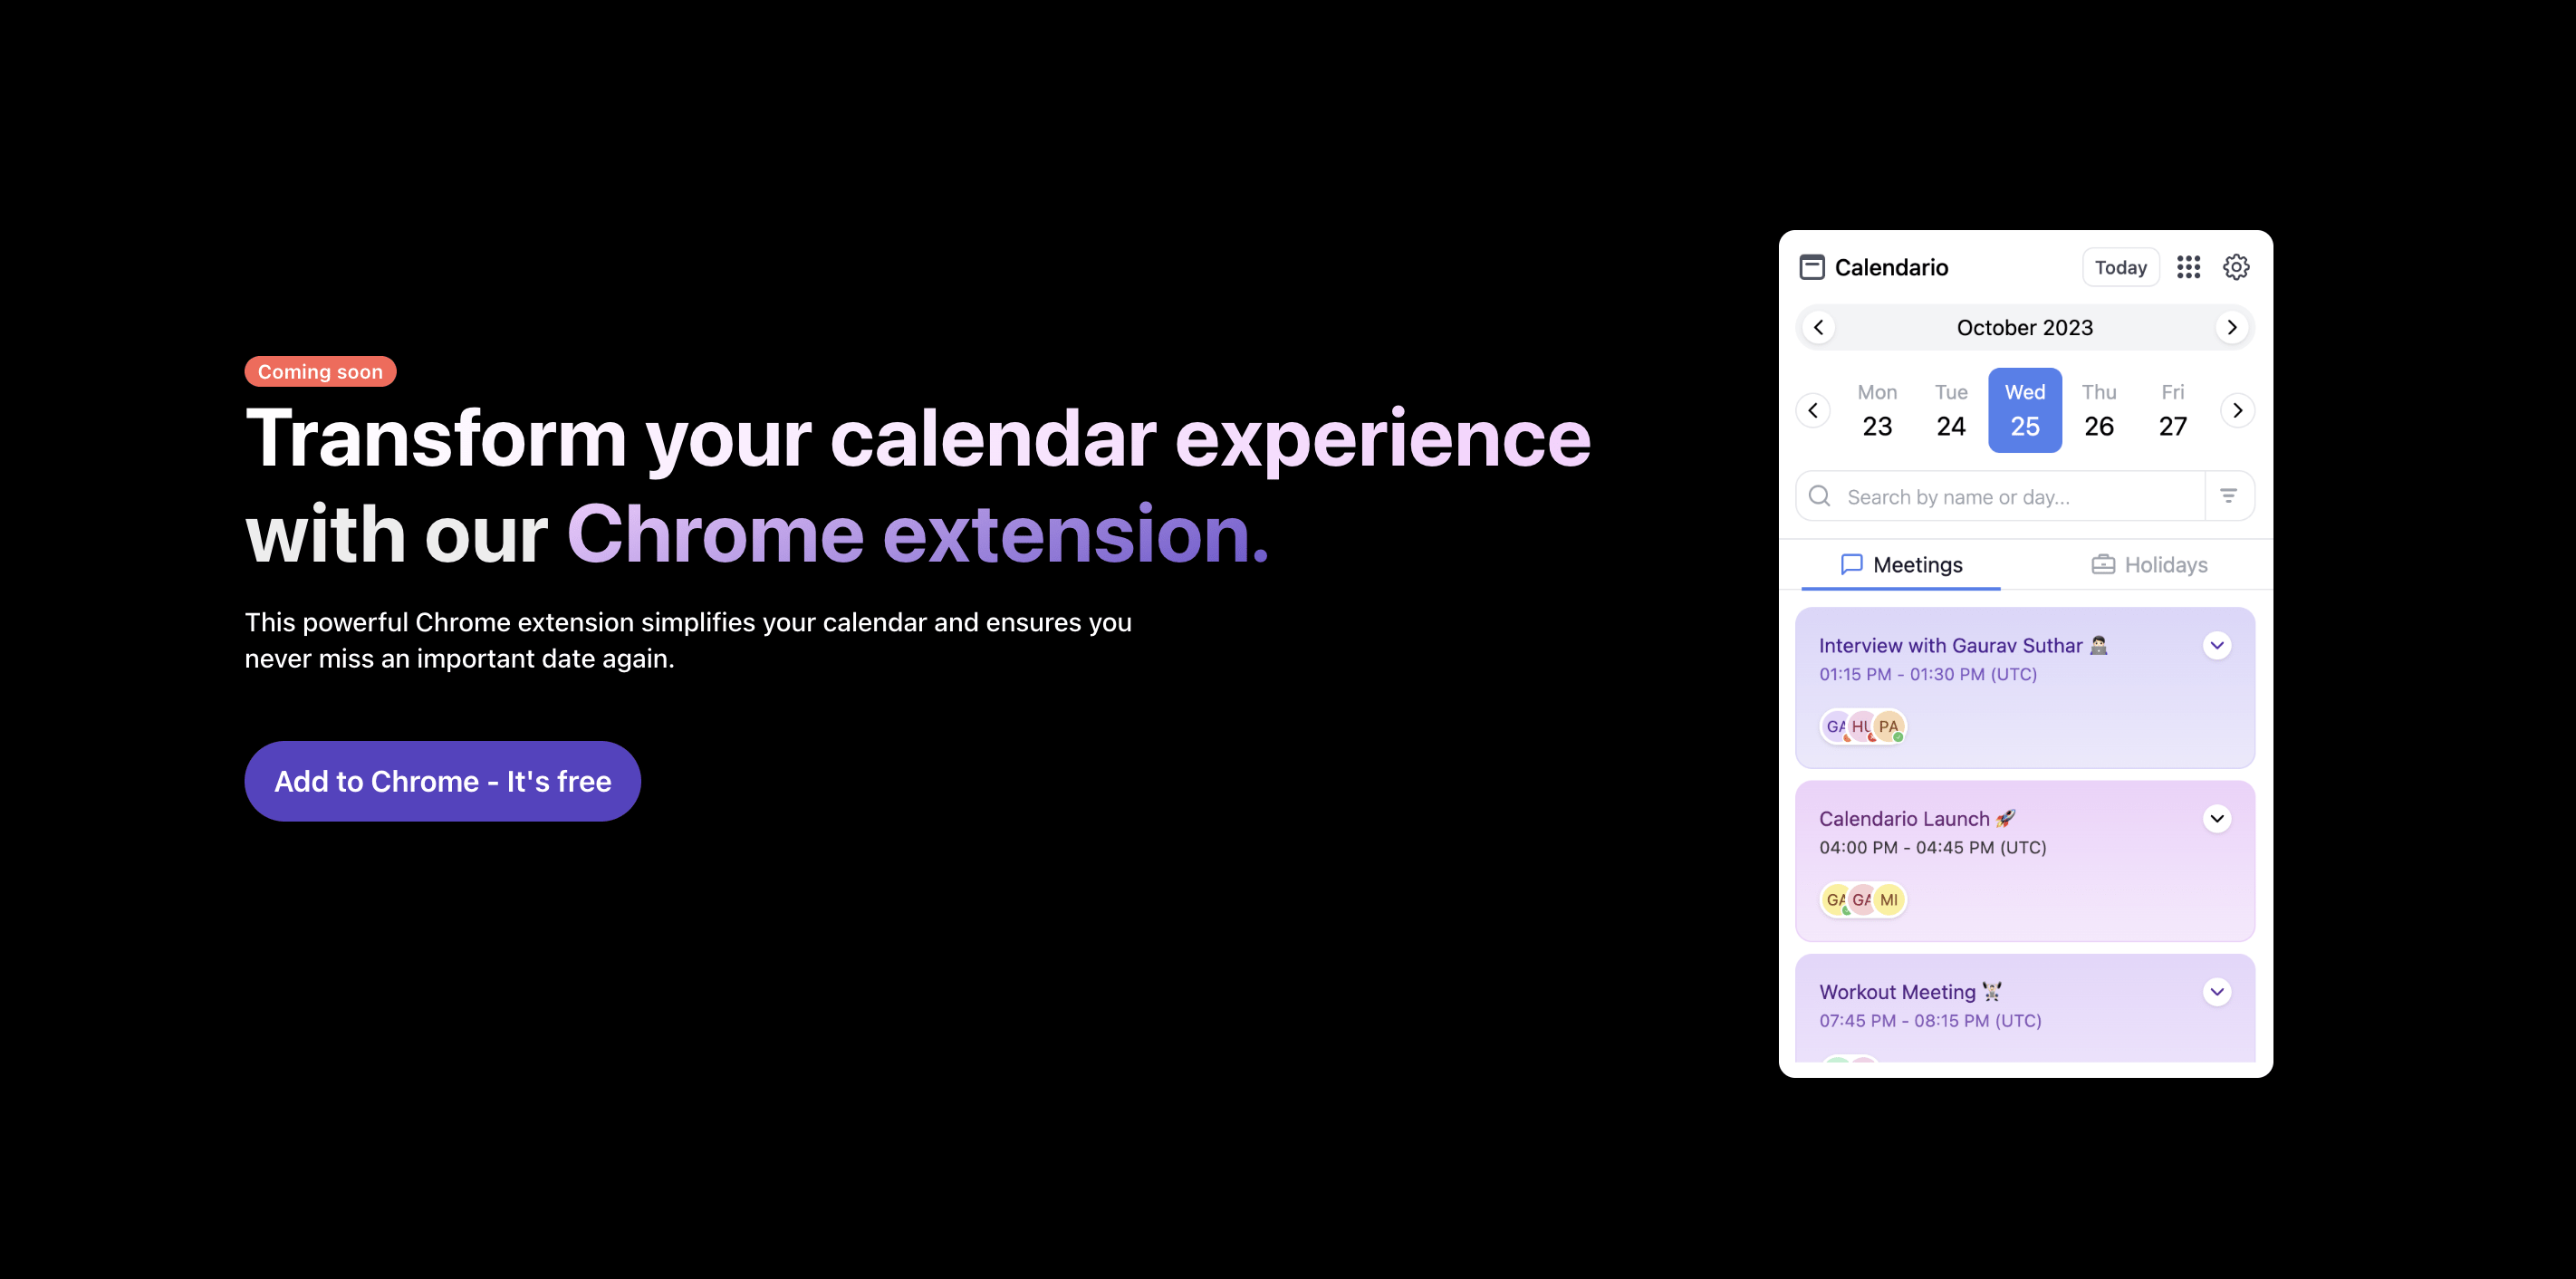 Coming soon
Transform your calendar experience
with our Chrome extension.
This powerful Chrome extension simplifies your calendar and ensures you
never miss an important date again.
Add to Chrome - It's free
Calendario
Today
October 2023
Mon Tue Wed Thu Fri
23 24 25 26 27
Search by name or day...
Meetings
Holidays
Interview with Gaurav Suthar
01:15 PM - 01:30 PM (UTC)
GA HU PA
Calendario Launch 🚀
04:00 PM - 04:45 PM (UTC)
GA GA MI
Workout Meeting
07:45 PM - 08:15 PM (UTC)